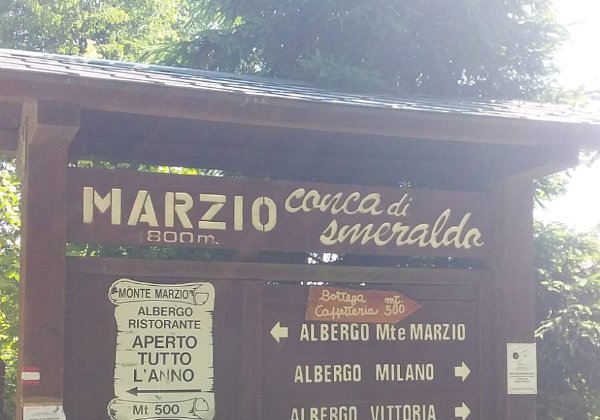 MARZIO conca di
smeraldo
800m.
MONTE MARZIO
ALBERGO
RISTORANTE
APERTO
TUTTO
L'ANNO
Mt 500
Bottega mt.
Caffetteria 500
ALBERGO Mte MARZIO
ALBERGO MILANO
ALBERGO VITTORIA